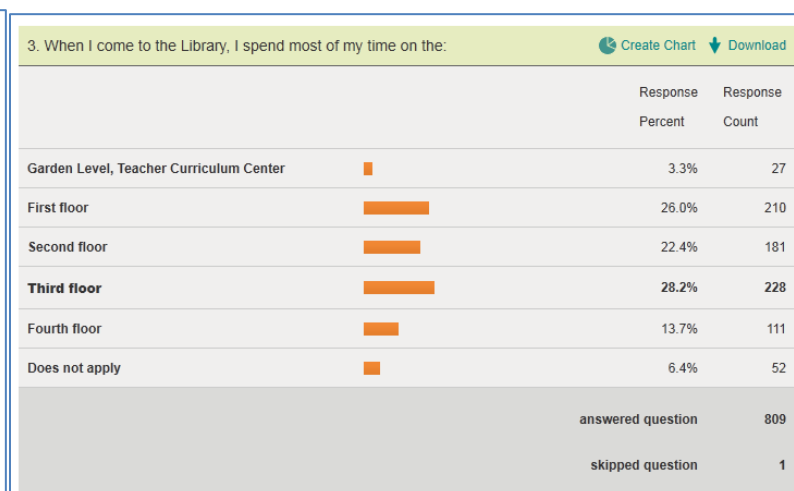 3. When I come to the Library, I spend most of my time on the: Create Chart Download
Response Response
Percent Count
Garden Level, Teacher Curriculum Center 3.3% 27
First floor 26.0% 210
Second floor 22.4% 181
Third floor 28.2% 228
Fourth floor 13.7% 111
Does not apply 6.4% 52
answered question 809
skipped question 1